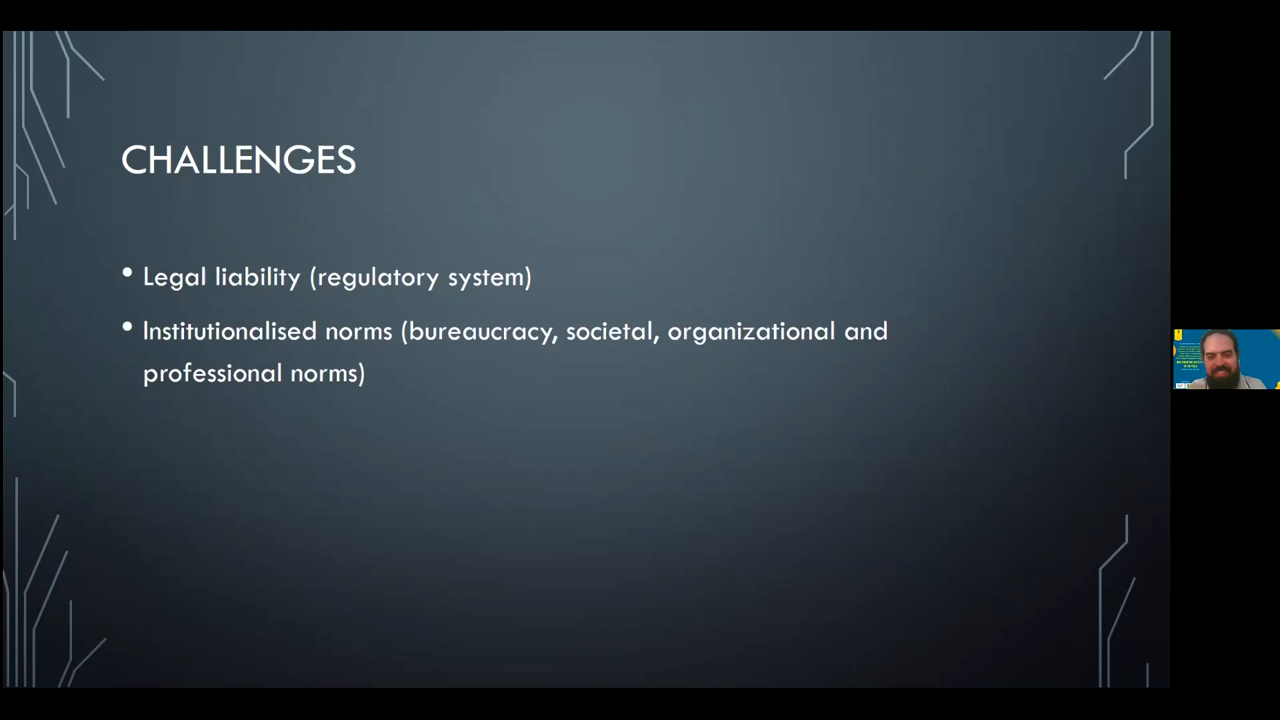 CHALLENGES
• Legal liability (regulatory system)
• Institutionalised norms (bureaucracy, societal, organizational and
professional norms)